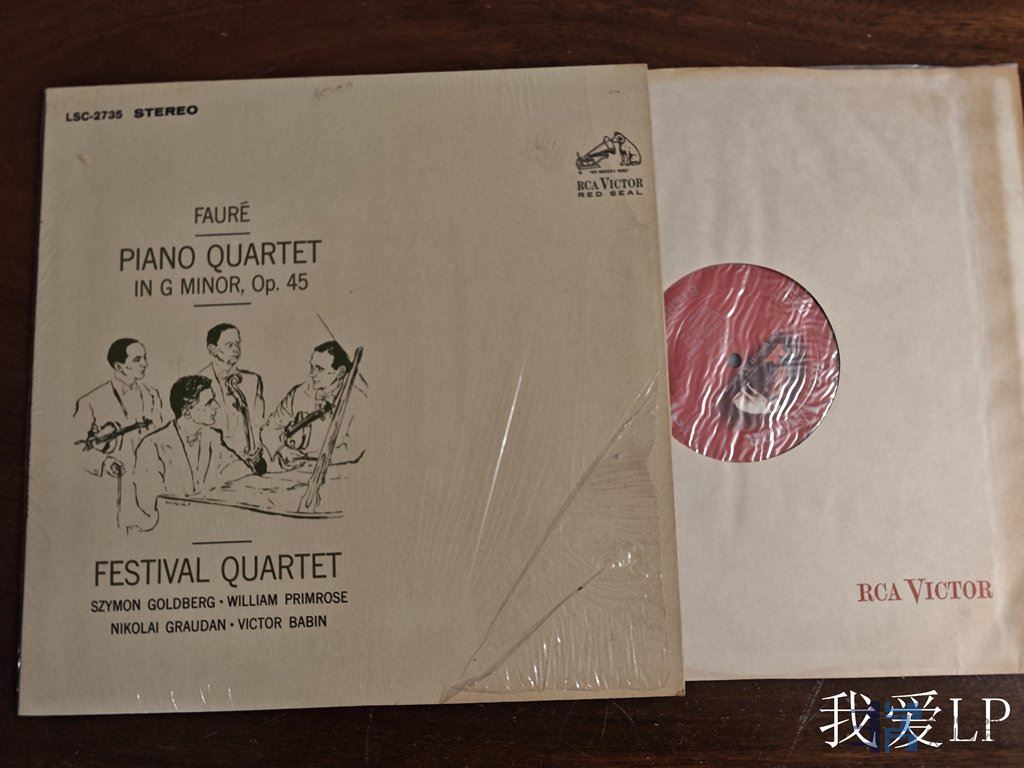 LSC-2735 STEREO
"HIS MASTER'S VOICE"
RCA VICTOR
RED SEAL
FAURÉ
PIANO QUARTET
IN G MINOR, Op. 45
FESTIVAL QUARTET
SZYMON GOLDBERG • WILLIAM PRIMROSE
NIKOLAI GRAUDAN • VICTOR BABIN
RCA VICTOR
我爱LP